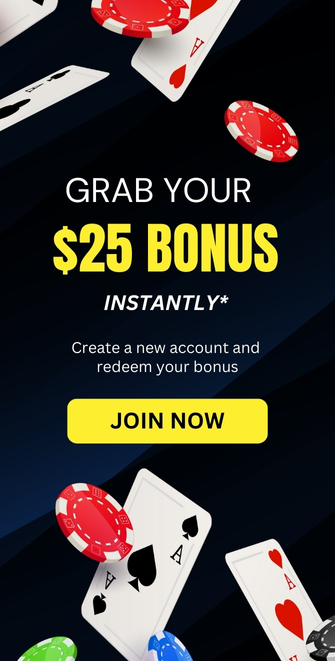 A
GRAB YOUR
$25 BONUS
INSTANTLY*
Create a new account and
redeem your bonus
JOIN NOW
A
A
A